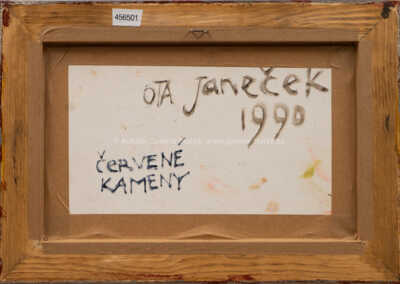 456501
OTA Janeček
1990
ČERVENÉ
KAMENY